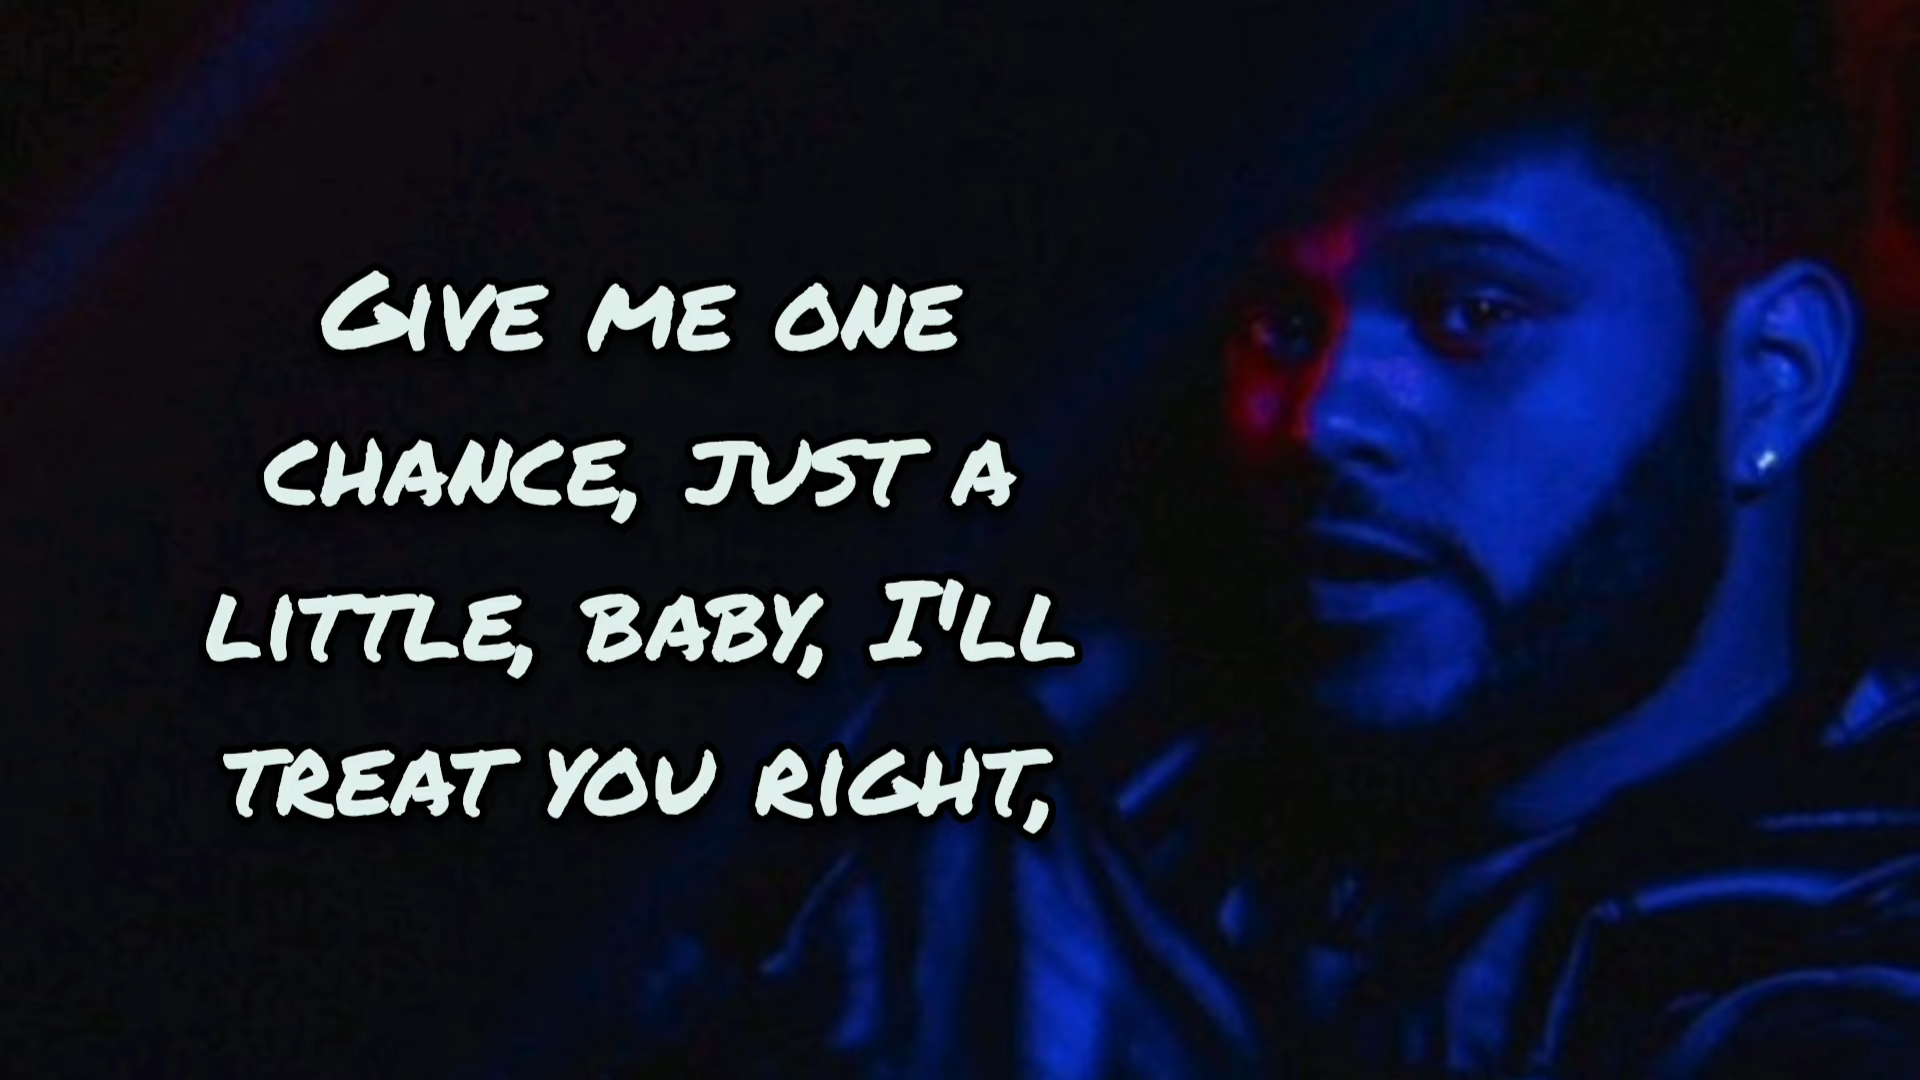 Give me one
chance, just a
little, baby, I'll
treat you right,